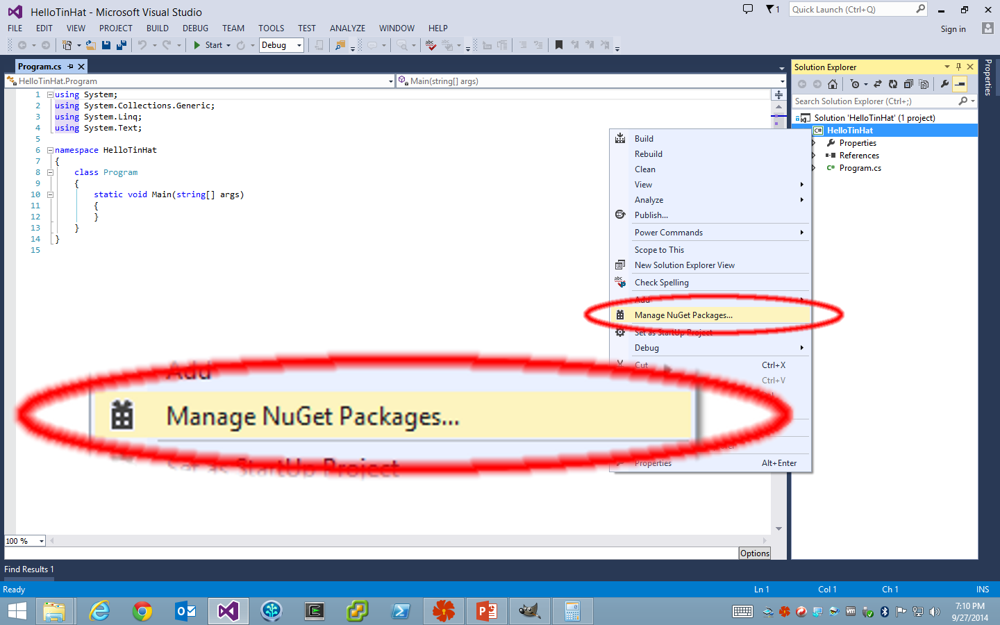 HelloTinHat - Microsoft Visual Studio
1
Quick Launch (Ctrl+Q)
FILE EDIT VIEW PROJECT BUILD DEBUG TEAM TOOLS TEST ANALYZE WINDOW HELP
Sign in
Start
Debug
Program.cs
HelloTinHat.Program
Main(string[] args)
1 using System;
2 using System.Collections.Generic;
3 using System.Linq;
4 using System.Text;
5
6 namespace HelloTinHat
7 {
8 class Program
9 {
10 static void Main(string[] args)
11 {
12 }
13 }
14 }
15
Build
Rebuild
Clean
View
Analyze
Publish...
Power Commands
Scope to This
New Solution Explorer View
abc
Check Spelling
Add
Manage NuGet Packages...
Set as StartUp Project
Debug
Cut Ctrl+X
Ctrl+V
Properties Alt+Enter
Add
Manage NuGet Packages...
Set as StartUp Project
Solution Explorer
Search Solution Explorer (Ctrl+;)
Solution 'HelloTinHat' (1 project)
C# HelloTinHat
Properties
References
C# Program.cs
Properties
100 %
Options
Find Results 1
Ready
Ln 1
Col 1
Ch 1
INS
7:10 PM
9/27/2014